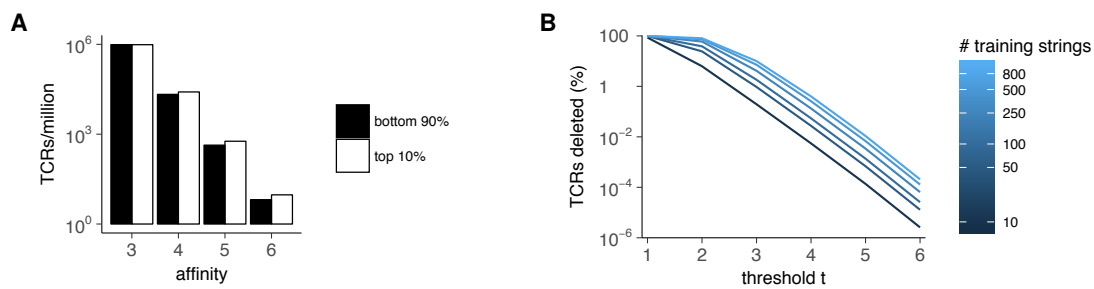 A
TCRs/million
10^6
10^3
10^0
3 4 5 6
affinity
bottom 90%
top 10%
B
TCRs deleted (%)
100
1
10^−2
10^−4
10^−6
1 2 3 4 5 6
threshold t
# training strings
800
500
250
100
50
10